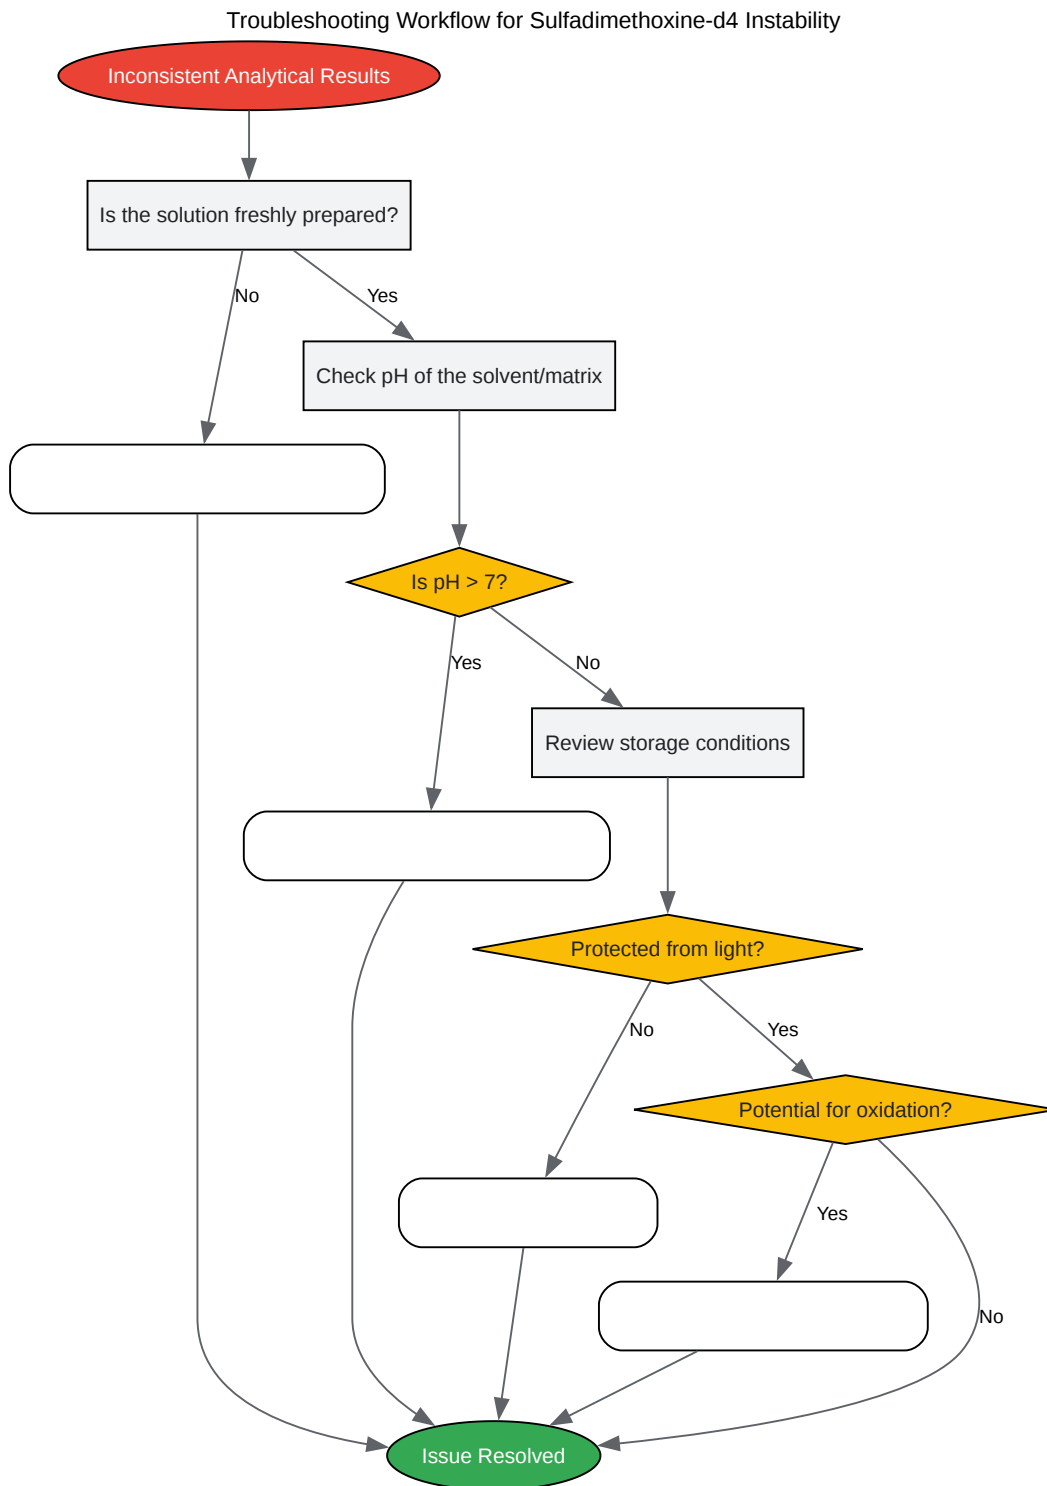 Troubleshooting Workflow for Sulfadimethoxine-d4 Instability
Inconsistent Analytical Results
Is the solution freshly prepared?
No
Yes
Check pH of the solvent/matrix
Is pH > 7?
Yes
No
Review storage conditions
Protected from light?
No
Yes
Potential for oxidation?
Yes
No
Issue Resolved